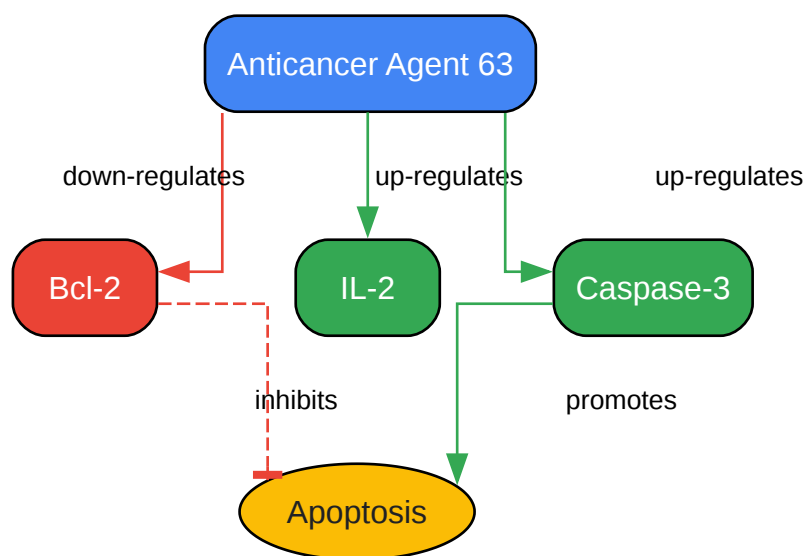 Anticancer Agent 63
down-regulates
up-regulates
up-regulates
Bcl-2
IL-2
Caspase-3
inhibits
promotes
Apoptosis